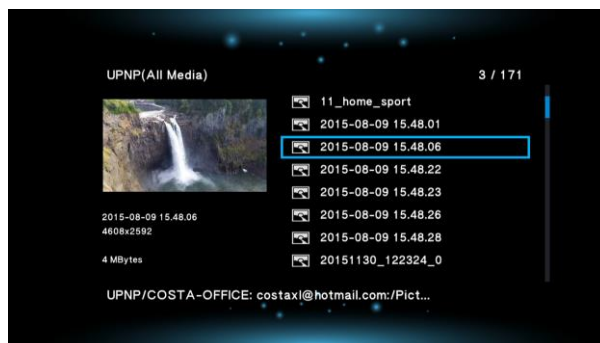 UPNP(All Media)
3 / 171
11_home_sport
2015-08-09 15.48.01
2015-08-09 15.48.06
2015-08-09 15.48.22
2015-08-09 15.48.23
2015-08-09 15.48.26
2015-08-09 15.48.28
20151130_122324_0
2015-08-09 15.48.06
4608x2592
4 MBytes
UPNP/COSTA-OFFICE: costaxl@hotmail.com:/Pict...